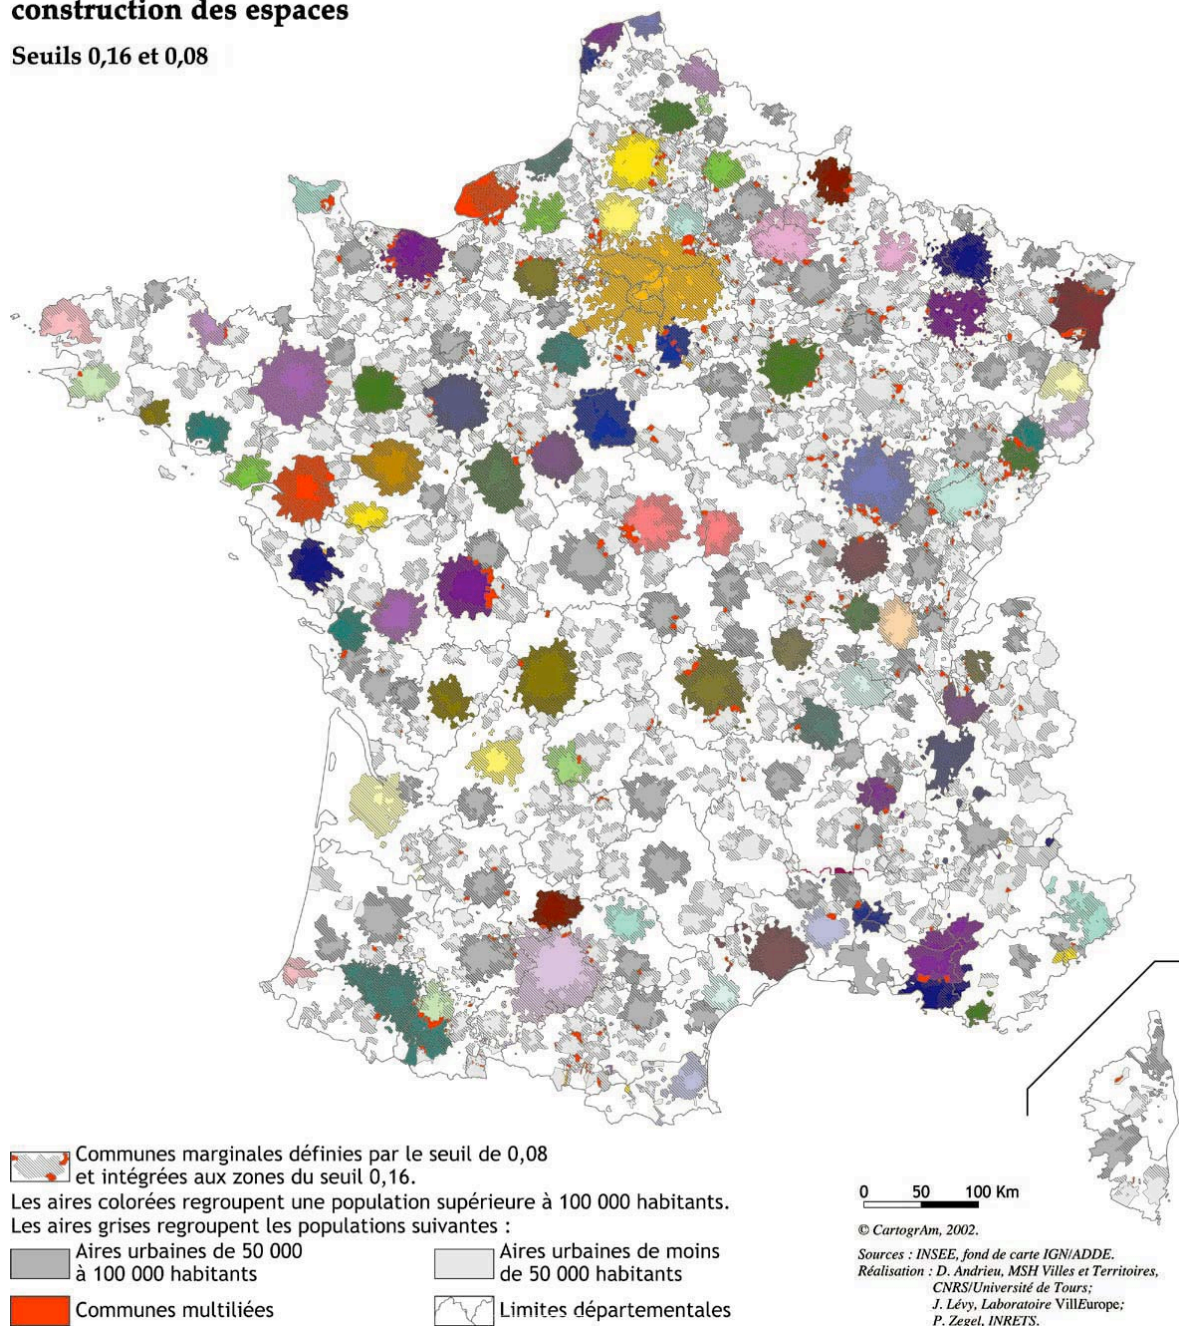 construction des espaces
Seuils 0,16 et 0,08
Communes marginales définies par le seuil de 0,08
et intégrées aux zones du seuil 0,16.
Les aires colorées regroupent une population supérieure à 100 000 habitants.
Les aires grises regroupent les populations suivantes :
Aires urbaines de 50 000
à 100 000 habitants
Aires urbaines de moins
de 50 000 habitants
Communes multiliées
Limites départementales
0 50 100 Km
© CartogrAm, 2002.
Sources : INSEE, fond de carte IGN/ADDE.
Réalisation : D. Andrieu, MSH Villes et Territoires,
CNRS/Université de Tours;
J. Lévy, Laboratoire VillEurope;
P. Zegel, INRETS.